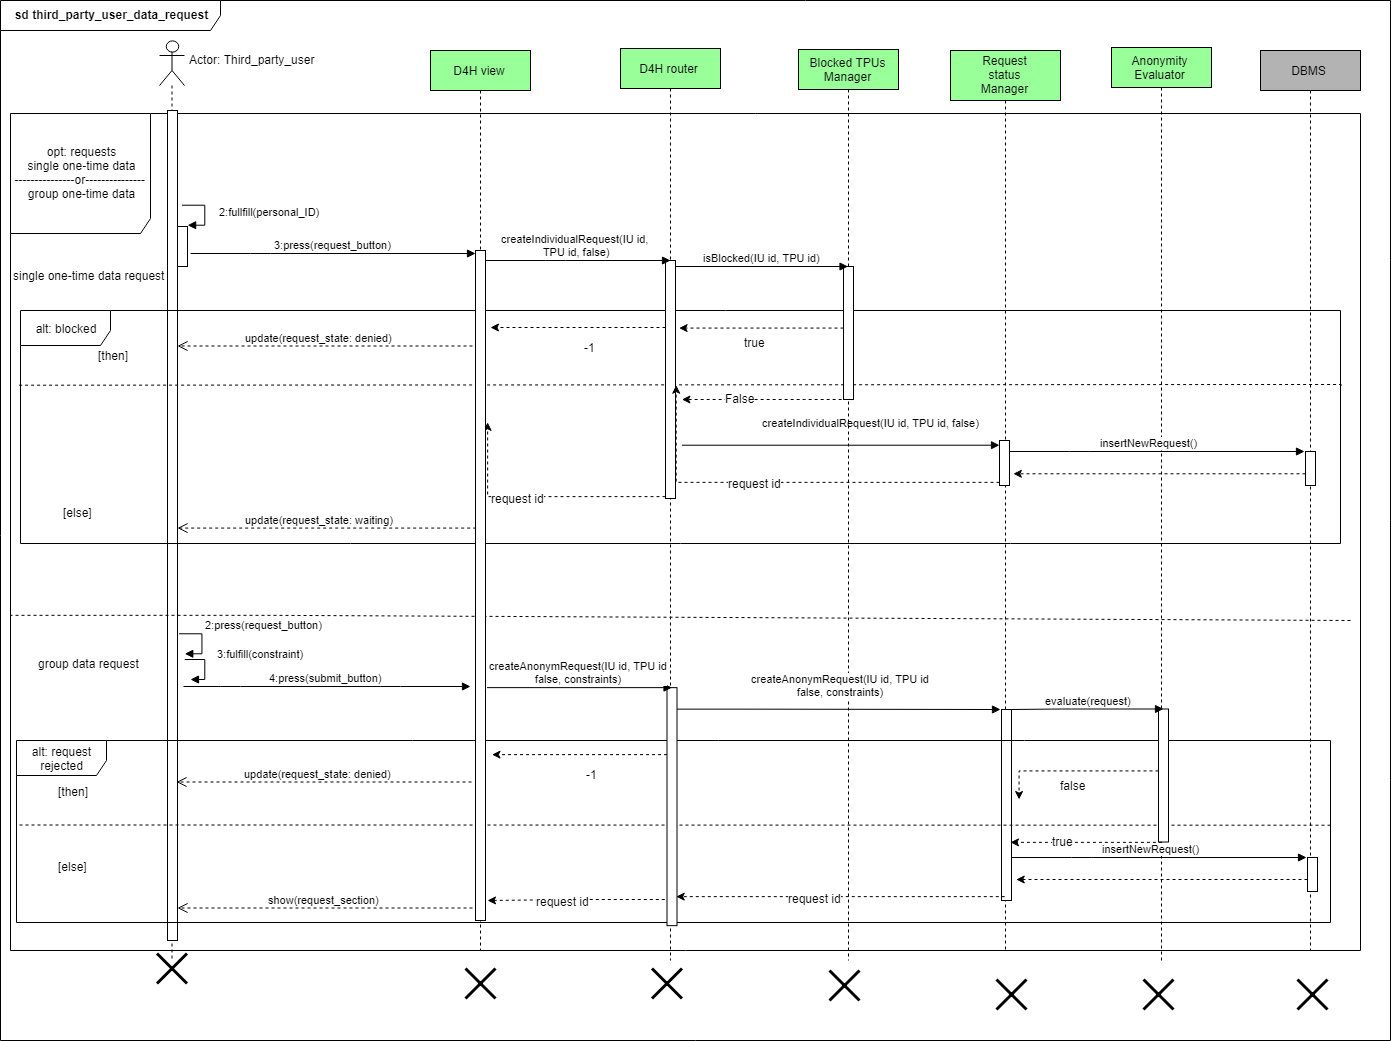 sd third_party_user_data_request
Actor: Third_party_user
D4H view
D4H router
Blocked TPUs
Manager
Request
status
Manager
Anonymity
Evaluator
DBMS
opt: requests
single one-time data
---------------or---------------
group one-time data
2:fullfill(personal_ID)
3:press(request_button)
createIndividualRequest(IU id,
TPU id, false)
isBlocked(IU id, TPU id)
single one-time data request
alt: blocked
[then]
update(request_state: denied)
-1
true
False
createIndividualRequest(IU id, TPU id, false)
insertNewRequest()
request id
request id
[else]
update(request_state: waiting)
2:press(request_button)
3:fulfill(constraint)
group data request
4:press(submit_button)
createAnonymRequest(IU id, TPU id
false, constraints)
createAnonymRequest(IU id, TPU id
false, constraints)
evaluate(request)
alt: request
rejected
[then]
update(request_state: denied)
-1
false
true
insertNewRequest()
[else]
show(request_section)
request id
request id